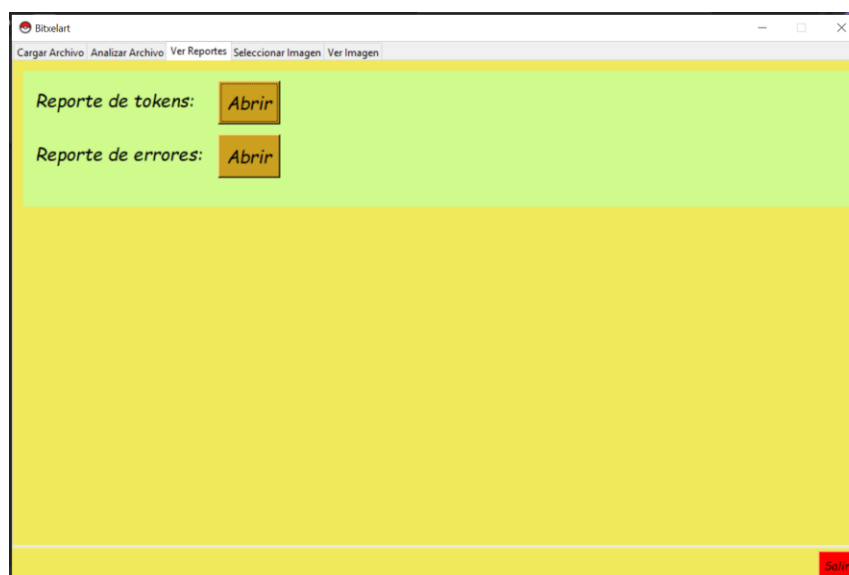 Bitxelart
Cargar Archivo Analizar Archivo Ver Reportes Seleccionar Imagen Ver Imagen
Reporte de tokens: Abrir
Reporte de errores: Abrir
Salir